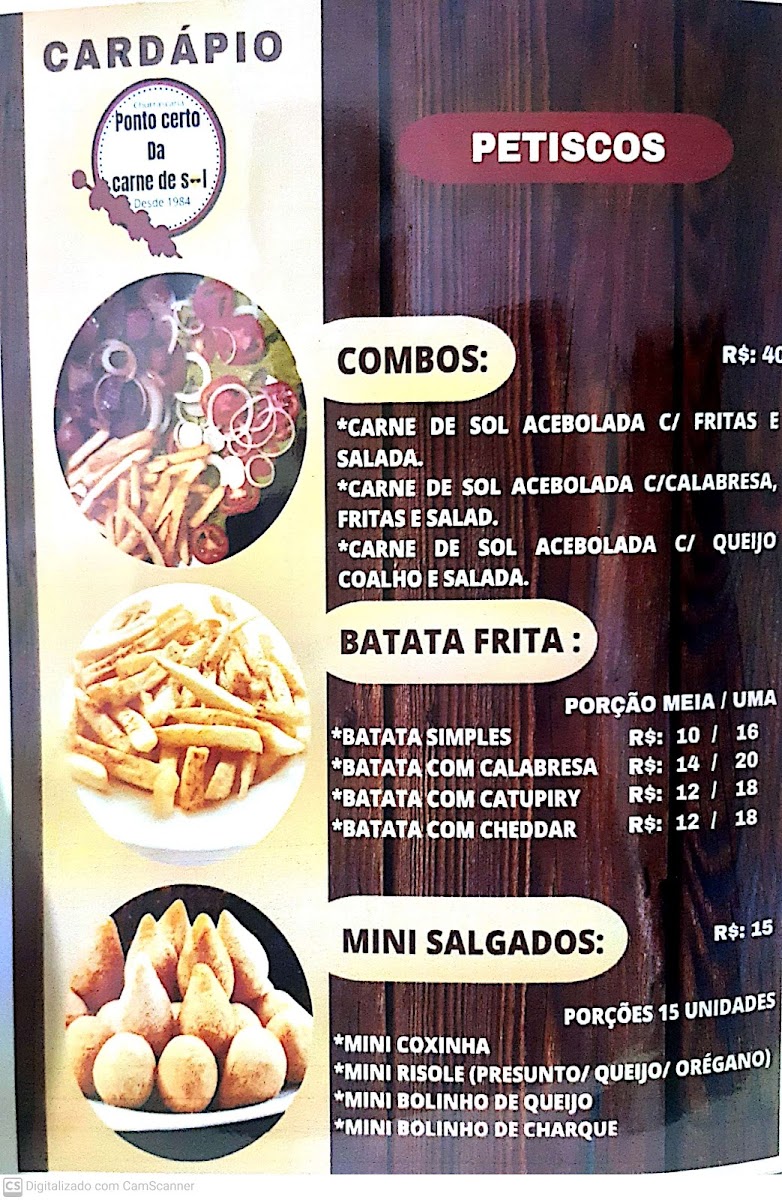 CARDÁPIO
Churrascaria
Ponto certo
Da
carne de sol
Desde 1984
PETISCOS
COMBOS:
R$: 40
*CARNE DE SOL ACEBOLADA C/ FRITAS E
SALADA.
*CARNE DE SOL ACEBOLADA C/CALABRESA,
FRITAS E SALAD.
*CARNE DE SOL ACEBOLADA C/ QUEIJO
COALHO E SALADA.
BATATA FRITA :
PORÇÃO MEIA / UMA
*BATATA SIMPLES R$: 10 / 16
*BATATA COM CALABRESA R$: 14 / 20
*BATATA COM CATUPIRY R$: 12 / 18
*BATATA COM CHEDDAR R$: 12 / 18
MINI SALGADOS:
R$: 15
PORÇÕES 15 UNIDADES
*MINI COXINHA
*MINI RISOLE (PRESUNTO/ QUEIJO/ ORÉGANO)
*MINI BOLINHO DE QUEIJO
*MINI BOLINHO DE CHARQUE
CS Digitalizado com CamScanner